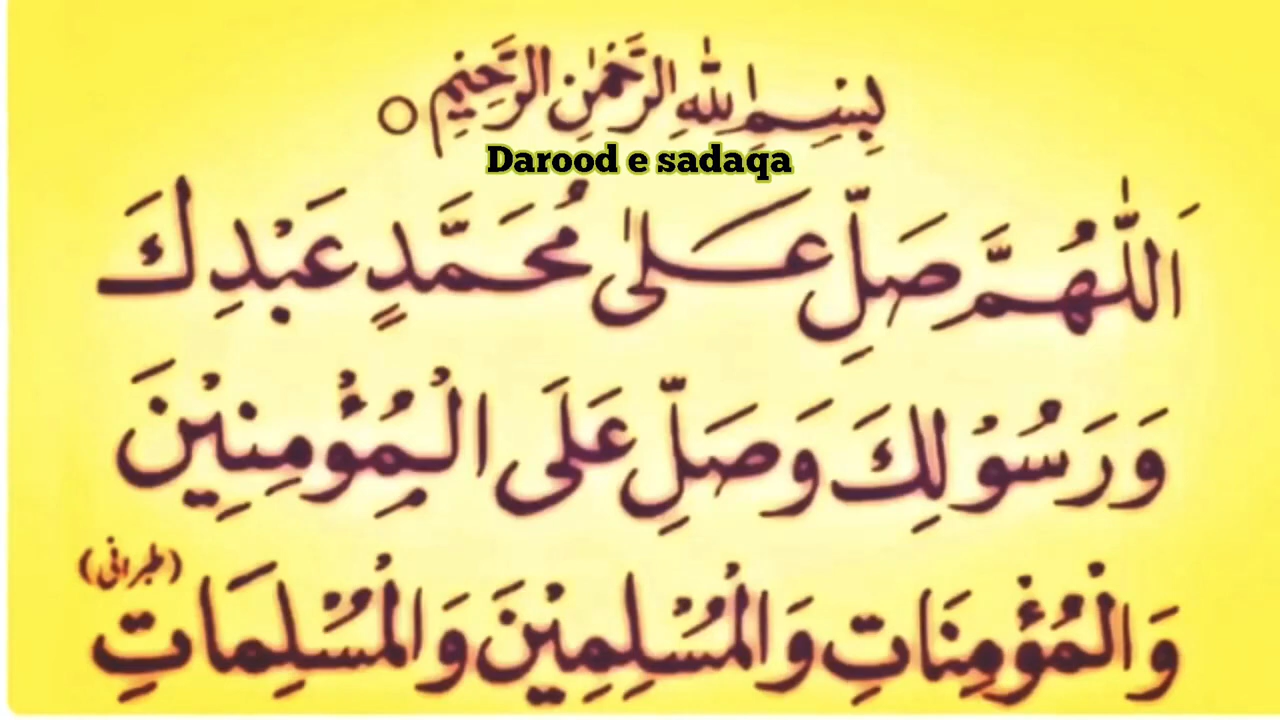 بِسْمِ اللّٰهِ الرَّحْمٰنِ الرَّحِيْمِ ○
Darood e sadaqa
اَللّٰهُمَّ صَلِّ عَلٰى مُحَمَّدٍ عَبْدِكَ
وَرَسُوْلِكَ وَصَلِّ عَلَى الْمُؤْمِنِيْنَ
وَالْمُؤْمِنَاتِ وَالْمُسْلِمِيْنَ وَالْمُسْلِمَاتِ (طبرانی)